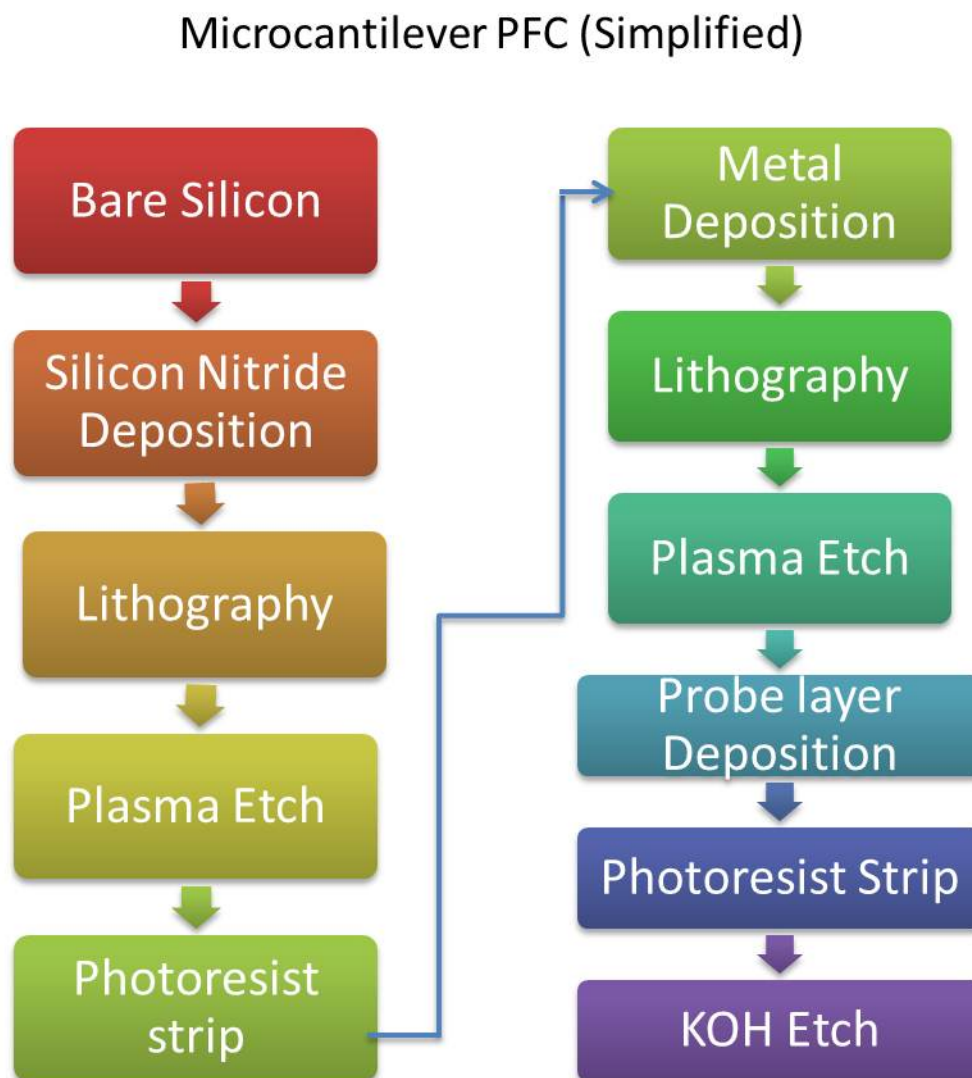 Microcantilever PFC (Simplified)
Bare Silicon
Silicon Nitride
Deposition
Lithography
Plasma Etch
Photoresist
strip
Metal
Deposition
Lithography
Plasma Etch
Probe layer
Deposition
Photoresist Strip
KOH Etch